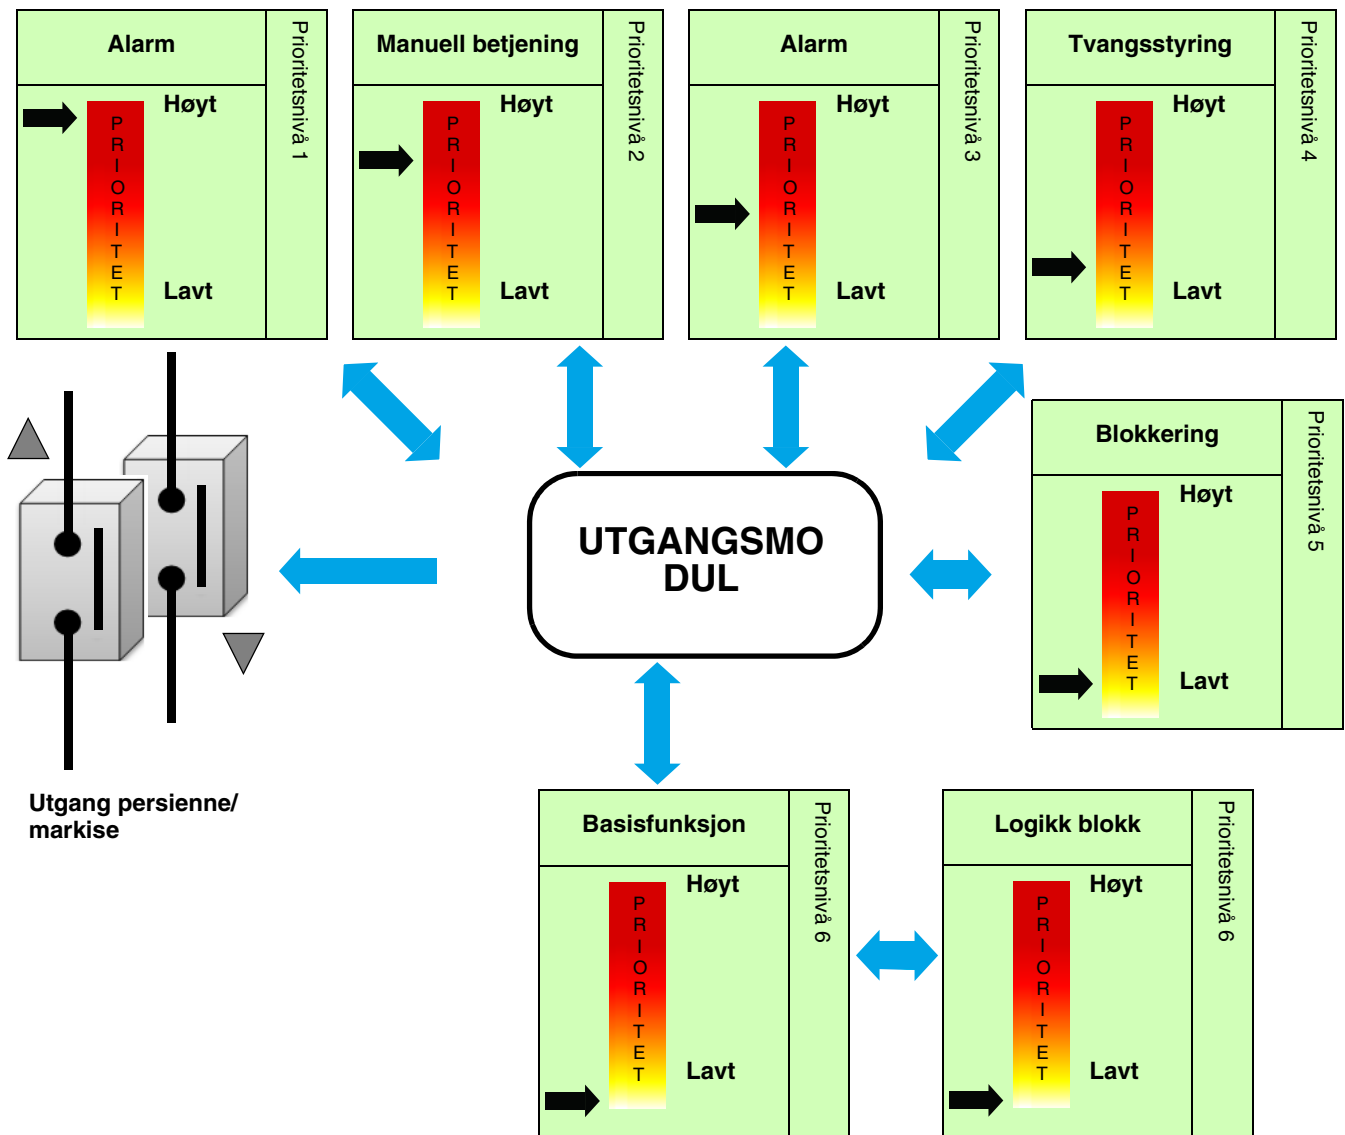 Alarm
Prioritetsnivå 1
Høyt
PRIORITET
Lavt
Manuell betjening
Prioritetsnivå 2
Høyt
PRIORITET
Lavt
Alarm
Prioritetsnivå 3
Høyt
PRIORITET
Lavt
Tvangsstyring
Prioritetsnivå 4
Høyt
PRIORITET
Lavt
Blokkering
Prioritetsnivå 5
Høyt
PRIORITET
Lavt
UTGANGSMO
DUL
Utgang persienne/
markise
Basisfunksjon
Prioritetsnivå 6
Høyt
PRIORITET
Lavt
Logikk blokk
Prioritetsnivå 6
Høyt
PRIORITET
Lavt